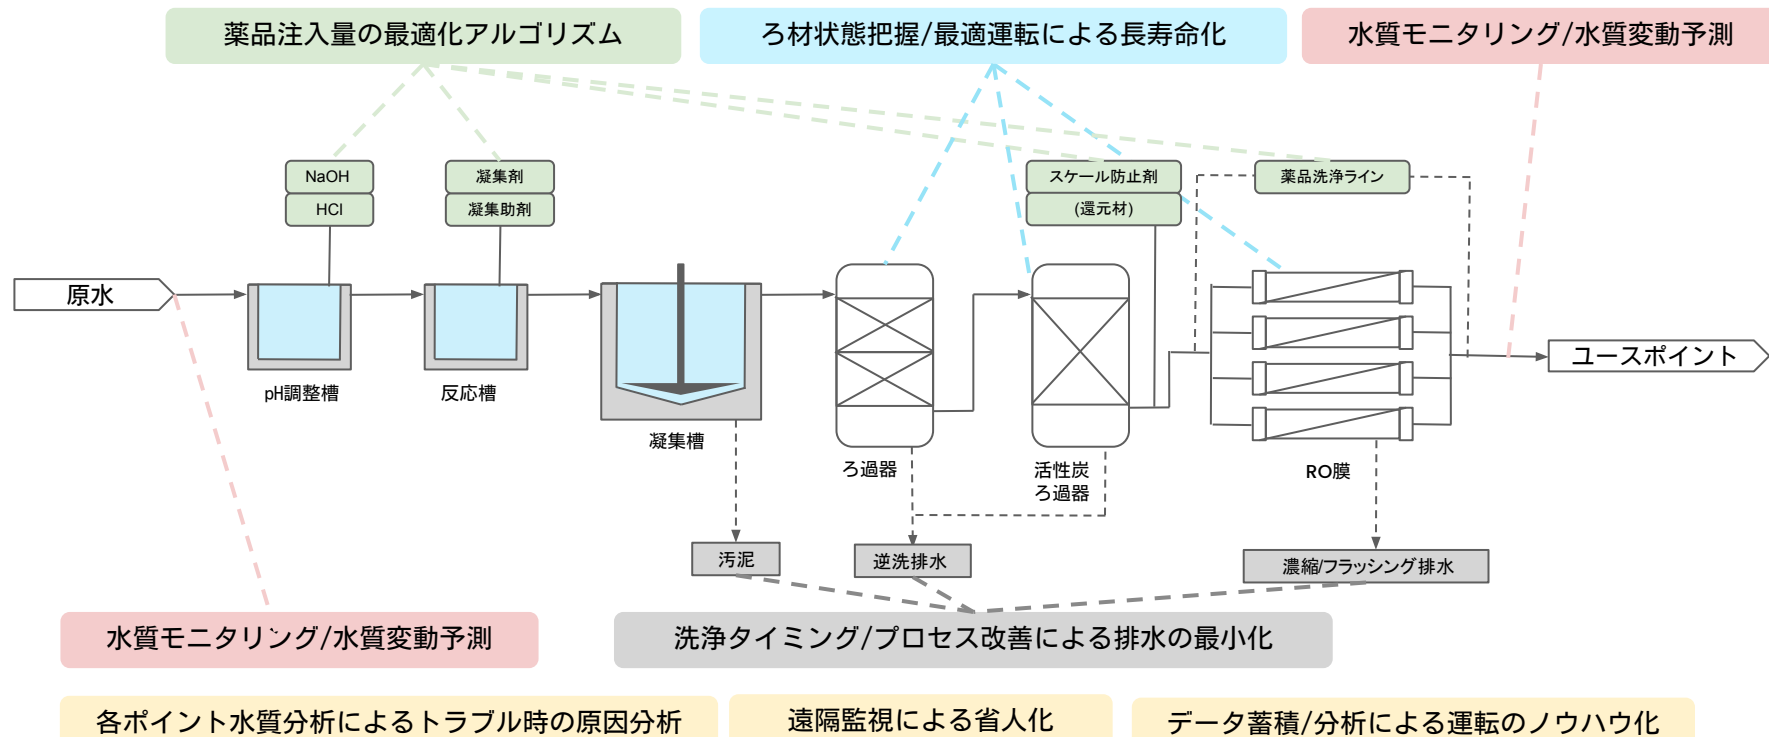 薬品注入量の最適化アルゴリズム
ろ材状態把握/最適運転による長寿命化
水質モニタリング/水質変動予測
NaOH
HCl
凝集剤
凝集助剤
スケール防止剤
(還元材)
薬品洗浄ライン
原水
pH調整槽
反応槽
凝集槽
ろ過器
活性炭
ろ過器
RO膜
ユースポイント
汚泥
逆洗排水
濃縮/フラッシング排水
水質モニタリング/水質変動予測
洗浄タイミング/プロセス改善による排水の最小化
各ポイント水質分析によるトラブル時の原因分析
遠隔監視による省人化
データ蓄積/分析による運転のノウハウ化